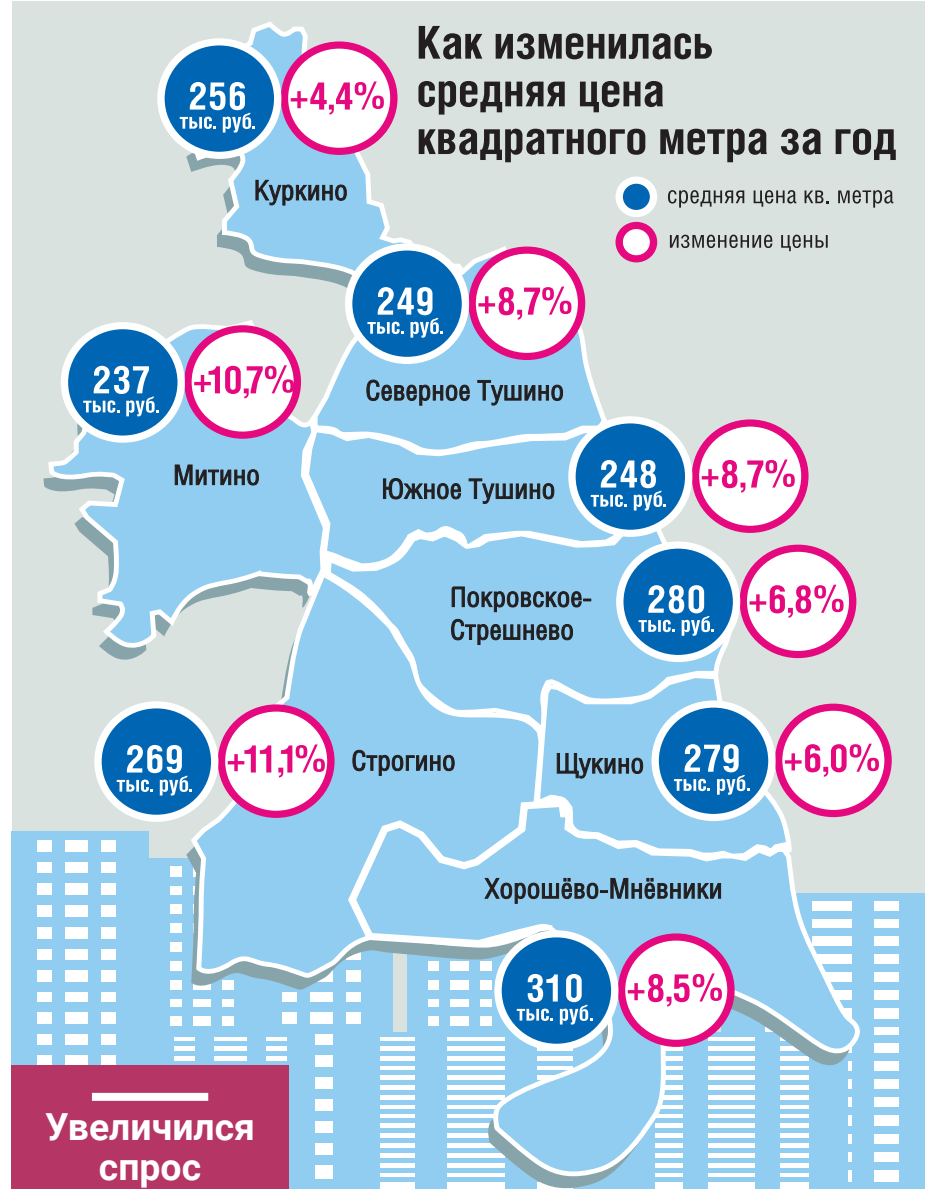 Как изменилась
средняя цена
квадратного метра за год
средняя цена кв. метра
изменение цены
256
тыс. руб.
+4,4%
Куркино
249
тыс. руб.
+8,7%
Северное Тушино
237
тыс. руб.
+10,7%
Митино
Южное Тушино
248
тыс. руб.
+8,7%
Покровское-
Стрешнево
280
тыс. руб.
+6,8%
269
тыс. руб.
+11,1%
Строгино
Щукино
279
тыс. руб.
+6,0%
Хорошёво-Мнёвники
310
тыс. руб.
+8,5%
Увеличился
спрос